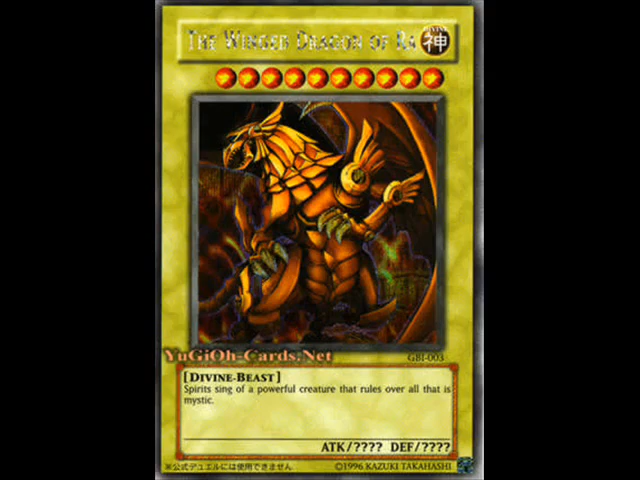 THE WINGED DRAGON OF RA
神
YuGiOh-Cards.Net
GBI-003
[DIVINE-BEAST]
Spirits sing of a powerful creature that rules over all that is
mystic.
ATK/???? DEF/????
※公式デュエルには使用できません。
©1996 KAZUKI TAKAHASHI